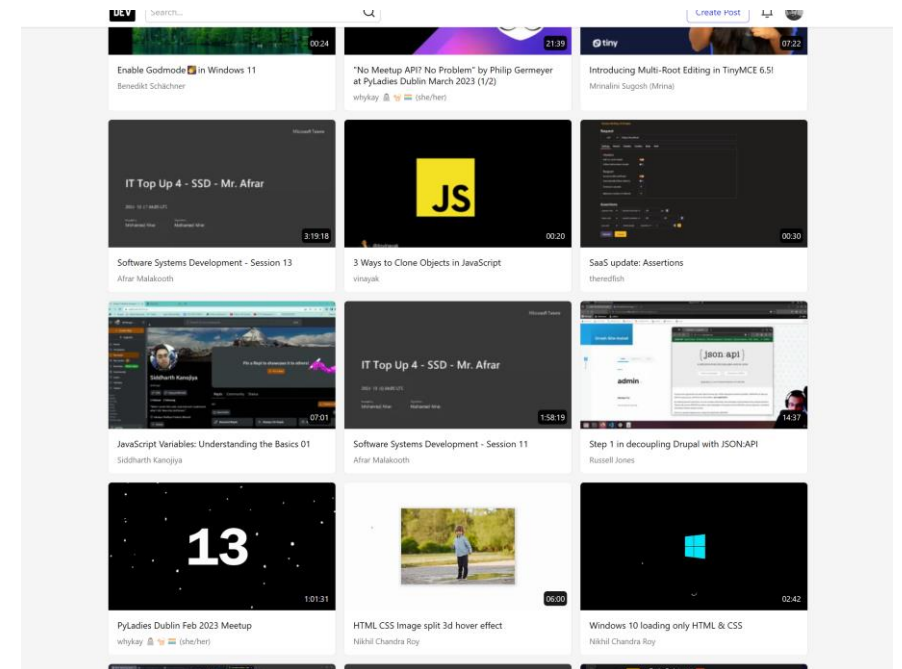 DEV
Search...
Create Post
00:24
21:39
tiny
07:22
Enable Godmode in Windows 11
Benedikt Schächner
"No Meetup API? No Problem" by Philip Germeyer
at PyLadies Dublin March 2023 (1/2)
whykay (she/her)
Introducing Multi-Root Editing in TinyMCE 6.5!
Mrinalini Sugosh (Mrina)
Microsoft Teams
IT Top Up 4 - SSD - Mr. Afrar
3:19:18
JS
00:20
00:30
Software Systems Development - Session 13
Afrar Malakooth
3 Ways to Clone Objects in JavaScript
vinayak
SaaS update: Assertions
theredfish
Siddharth Kanojiya
07:01
Microsoft Teams
IT Top Up 4 - SSD - Mr. Afrar
1:58:19
admin
{json:api}
14:37
JavaScript Variables: Understanding the Basics 01
Siddharth Kanojiya
Software Systems Development - Session 11
Afrar Malakooth
Step 1 in decoupling Drupal with JSON:API
Russell Jones
13
1:01:31
06:00
02:42
PyLadies Dublin Feb 2023 Meetup
whykay (she/her)
HTML CSS Image split 3d hover effect
Nikhil Chandra Roy
Windows 10 loading only HTML & CSS
Nikhil Chandra Roy